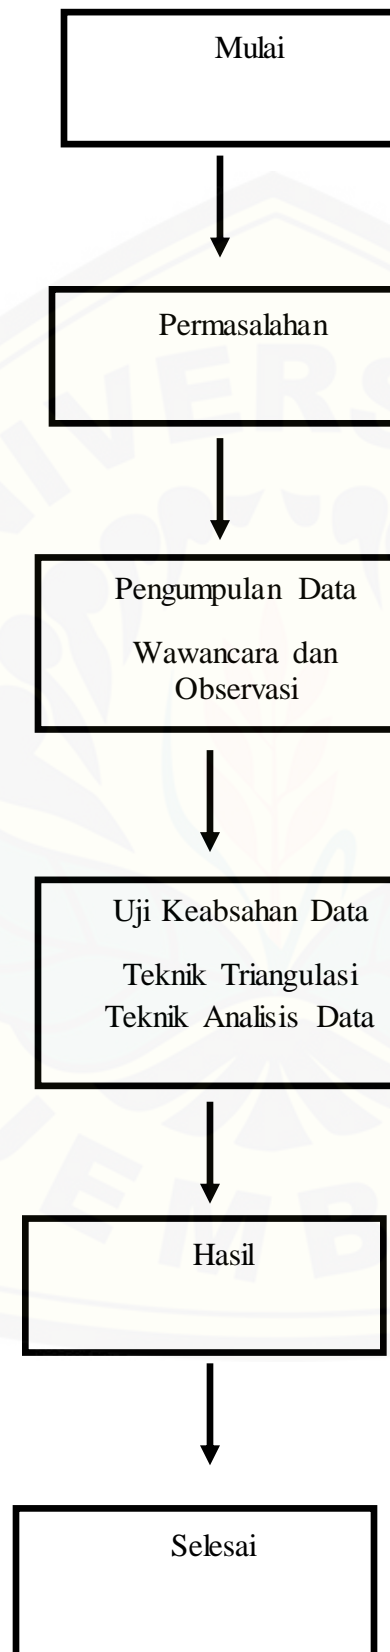 Mulai
Permasalahan
Pengumpulan Data
Wawancara dan
Observasi
Uji Keabsahan Data
Teknik Triangulasi
Teknik Analisis Data
Hasil
Selesai